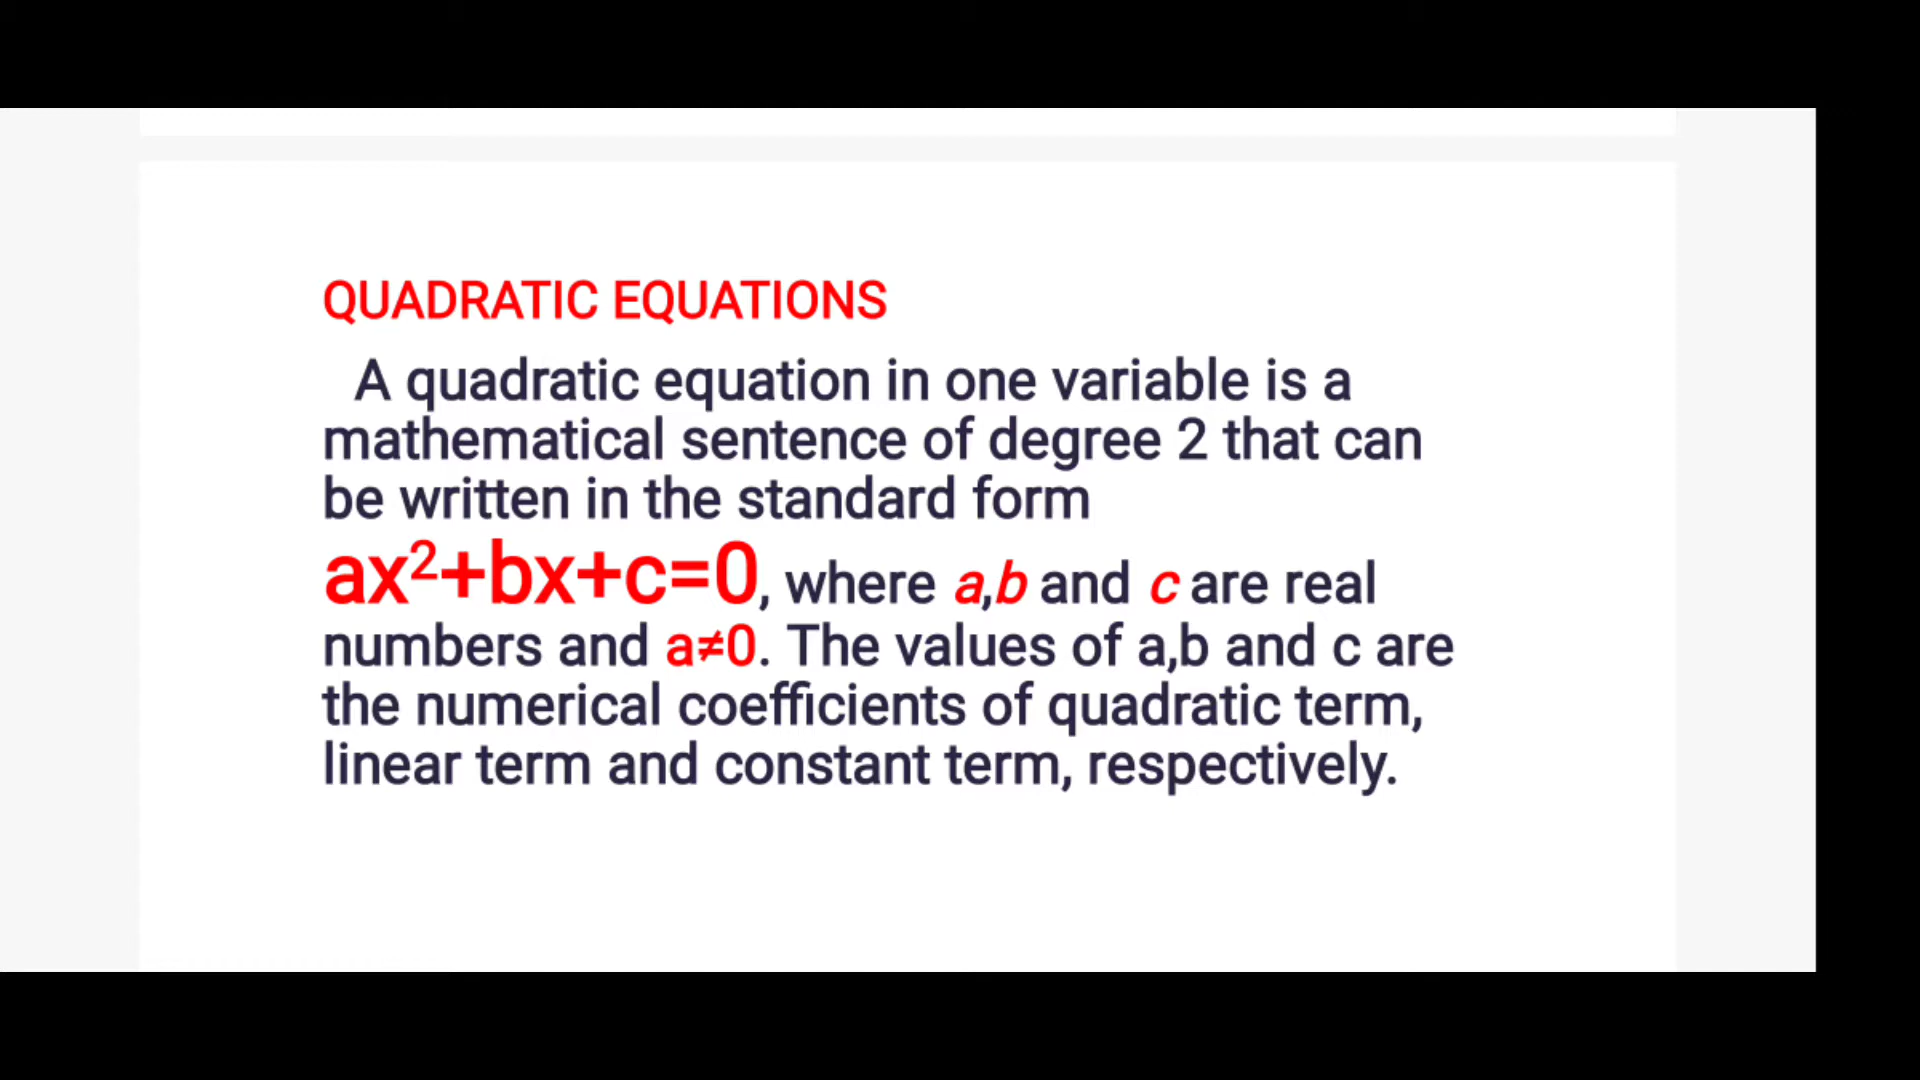 QUADRATIC EQUATIONS
A quadratic equation in one variable is a
mathematical sentence of degree 2 that can
be written in the standard form
ax²+bx+c=0, where a,b and c are real
numbers and a≠0. The values of a,b and c are
the numerical coefficients of quadratic term,
linear term and constant term, respectively.